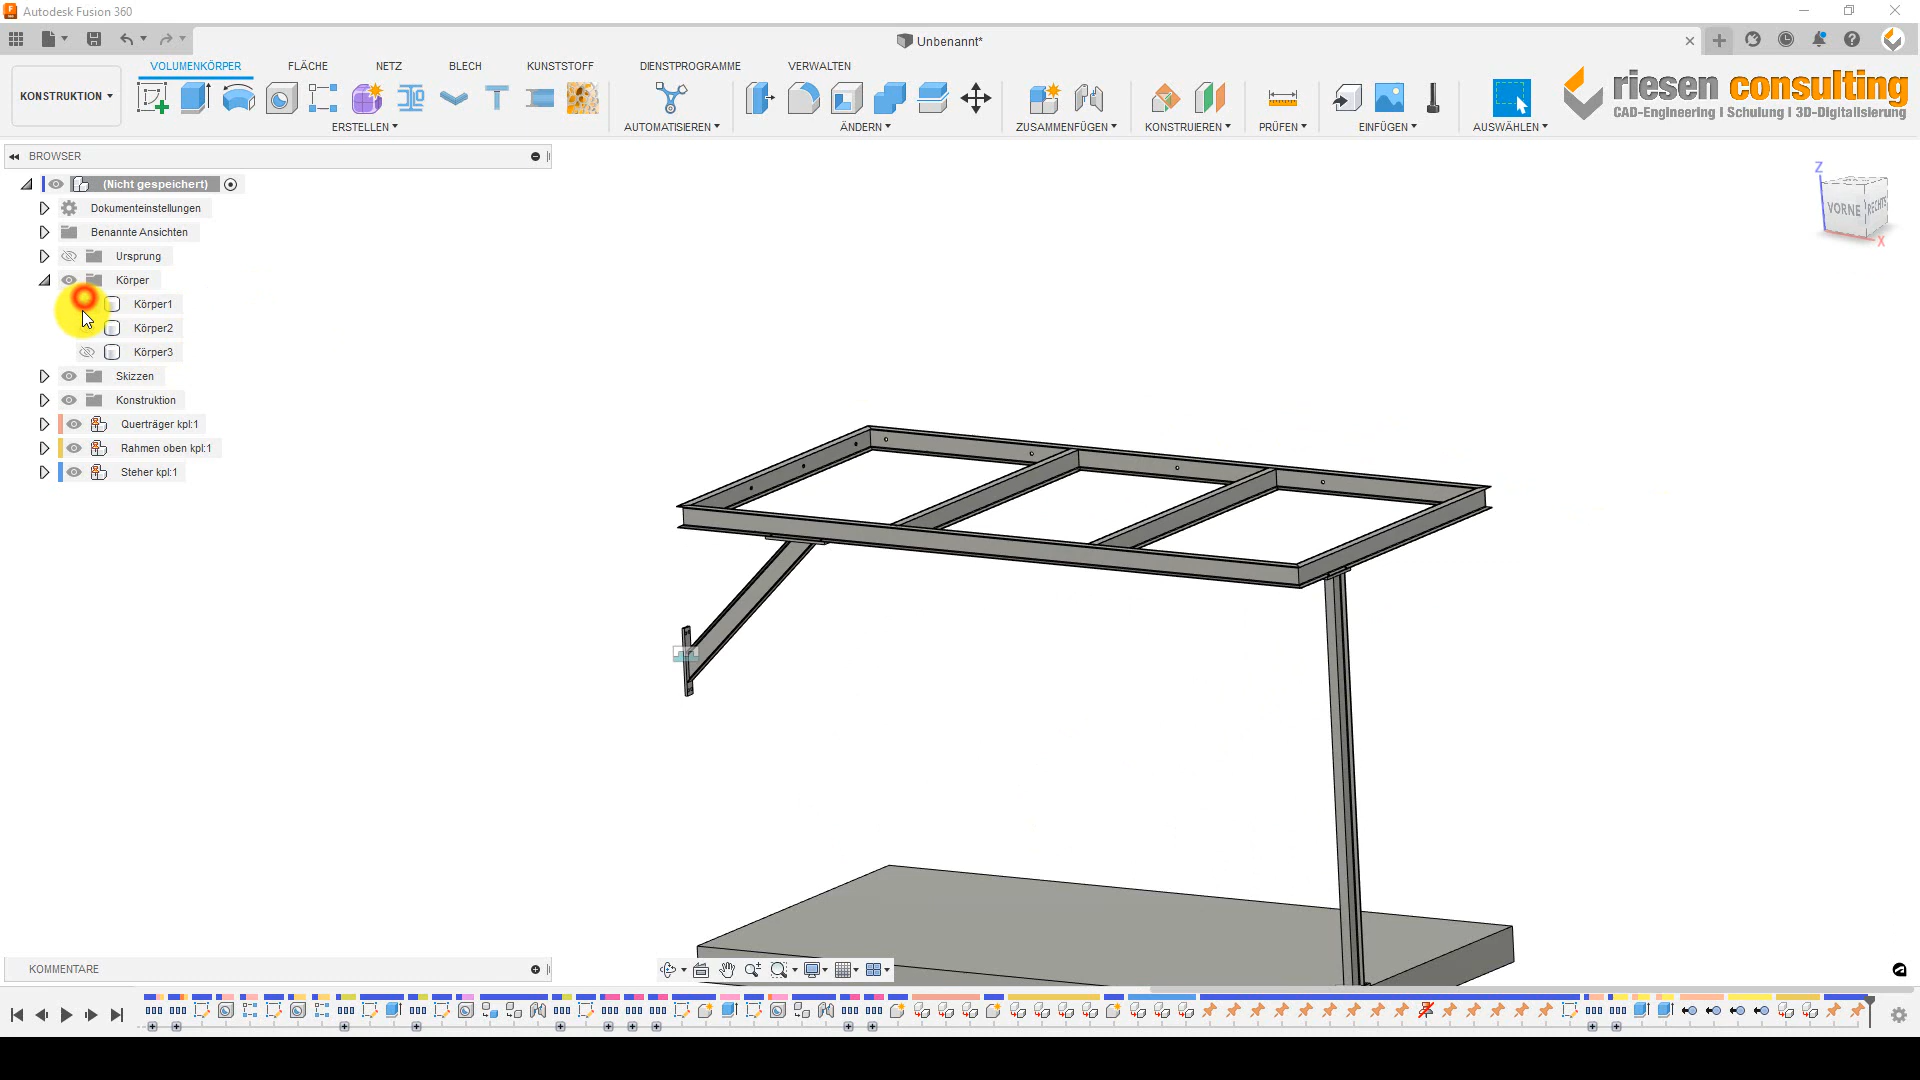 Autodesk Fusion 360
Unbenannt*
VOLUMENKÖRPER FLÄCHE NETZ BLECH KUNSTSTOFF DIENSTPROGRAMME VERWALTEN
KONSTRUKTION
ERSTELLEN AUTOMATISIEREN ÄNDERN ZUSAMMENFÜGEN KONSTRUIEREN PRÜFEN EINFÜGEN AUSWÄHLEN
riesen consulting
CAD-Engineering I Schulung I 3D-Digitalisierung
BROWSER
(Nicht gespeichert)
Dokumenteinstellungen
Benannte Ansichten
Ursprung
Körper
Körper1
Körper2
Körper3
Skizzen
Konstruktion
Querträger kpl:1
Rahmen oben kpl:1
Steher kpl:1
Z
VORNE RECHTS
X
KOMMENTARE